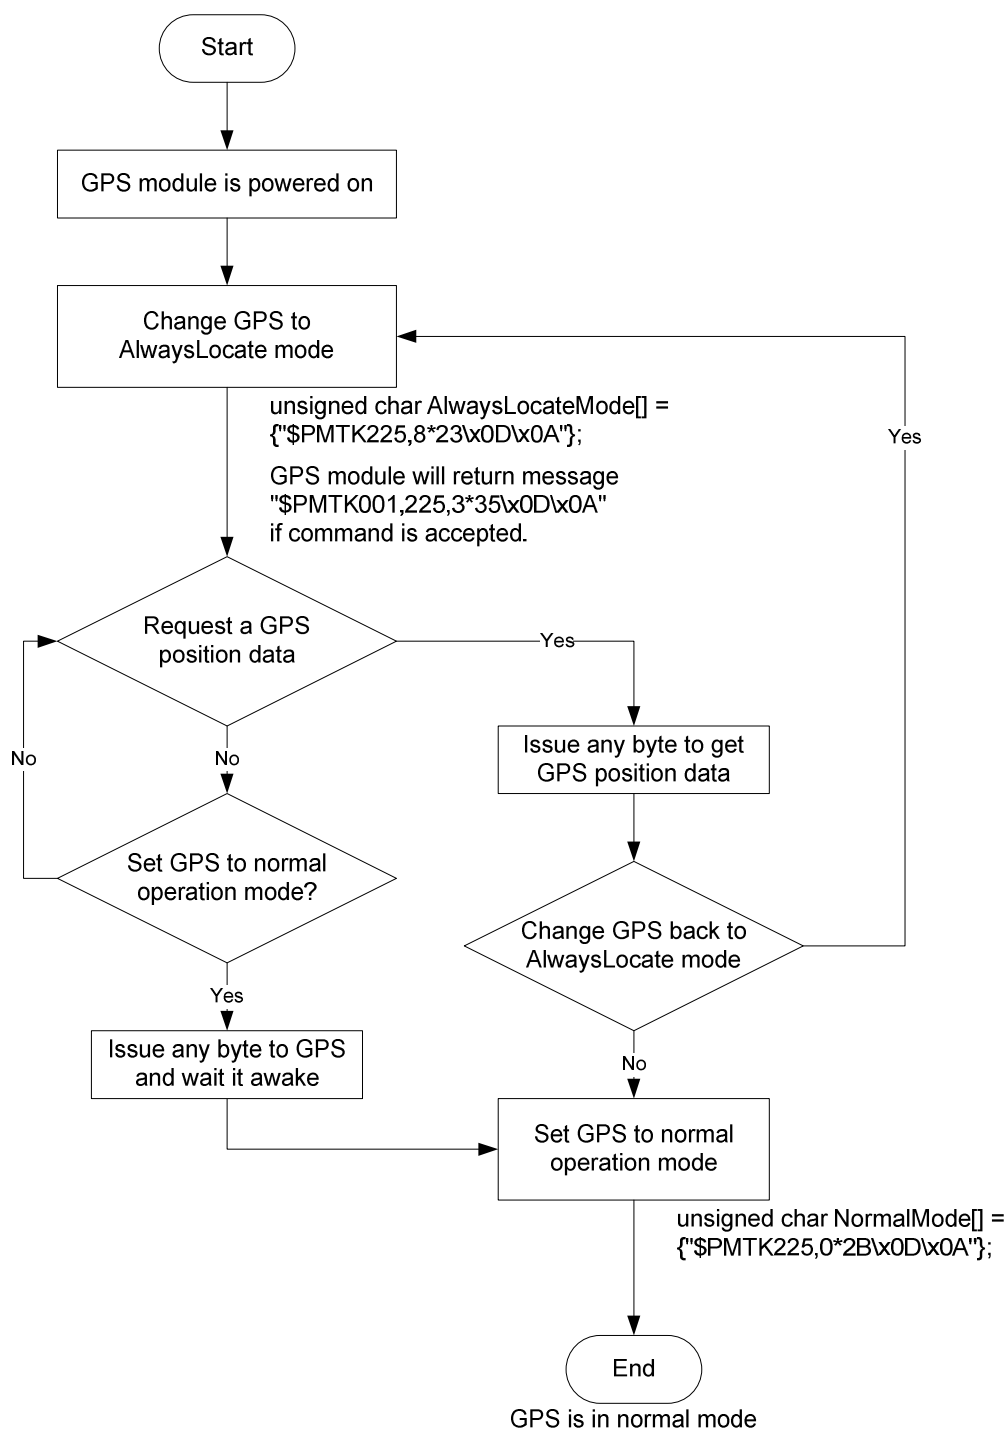 Start
GPS module is powered on
Change GPS to
AlwaysLocate mode
unsigned char AlwaysLocateMode[] =
{"$PMTK225,8*23\x0D\x0A"};
GPS module will return message
"$PMTK001,225,3*35\x0D\x0A"
if command is accepted.
Yes
Request a GPS
position data
Yes
No
No
Issue any byte to get
GPS position data
Set GPS to normal
operation mode?
Change GPS back to
AlwaysLocate mode
Yes
Issue any byte to GPS
and wait it awake
No
Set GPS to normal
operation mode
unsigned char NormalMode[] =
{"$PMTK225,0*2B\x0D\x0A"};
End
GPS is in normal mode